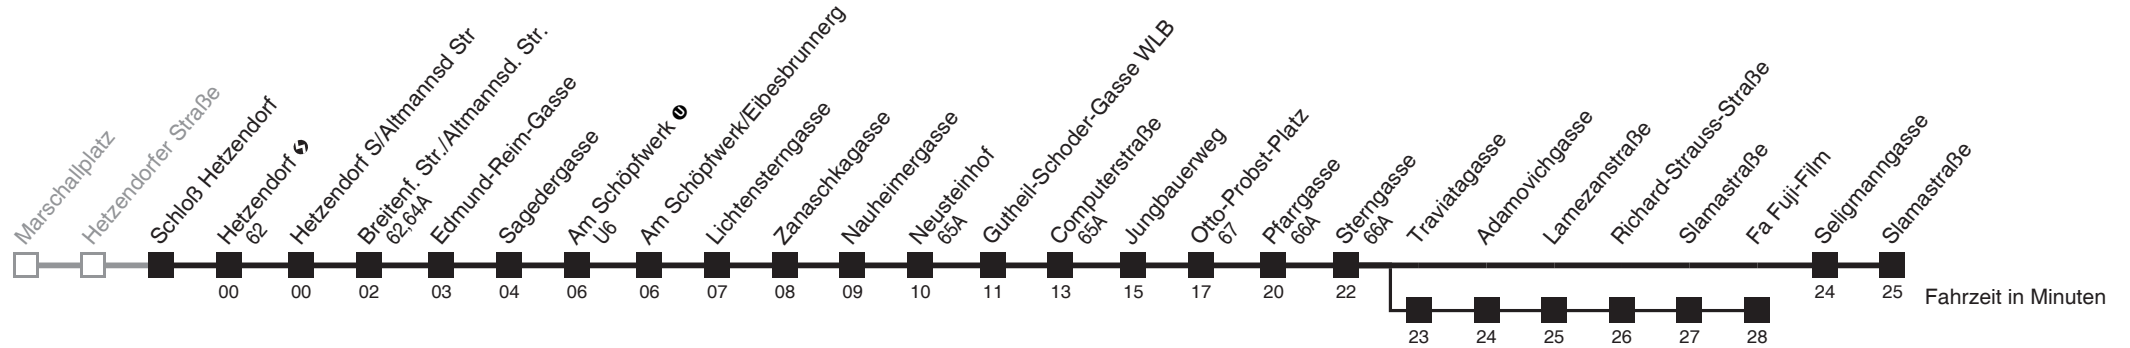 Marschallplatz
Hetzendorfer Straße
Schloß Hetzendorf
Hetzendorf S
62
Hetzendorf S/Altmannsd Str
Breitenf. Str./Altmannsd. Str.
62,64A
Edmund-Reim-Gasse
Sagedergasse
Am Schöpfwerk U
U6
Am Schöpfwerk/Eibesbrunnerg
Lichtensterngasse
Zanaschkagasse
Nauheimergasse
Neusteinhof
65A
Gutheil-Schoder-Gasse WLB
Computerstraße
65A
Jungbauerweg
Otto-Probst-Platz
67
Pfarrgasse
66A
Sterngasse
66A
Traviatagasse
Adamovichgasse
Lamezanstraße
Richard-Strauss-Straße
Slamastraße
Fa Fuji-Film
Seligmanngasse
Slamastraße
00 00 02 03 04 06 06 07 08 09 10 11 13 15 17 20 22 24 25 Fahrzeit in Minuten
23 24 25 26 27 28